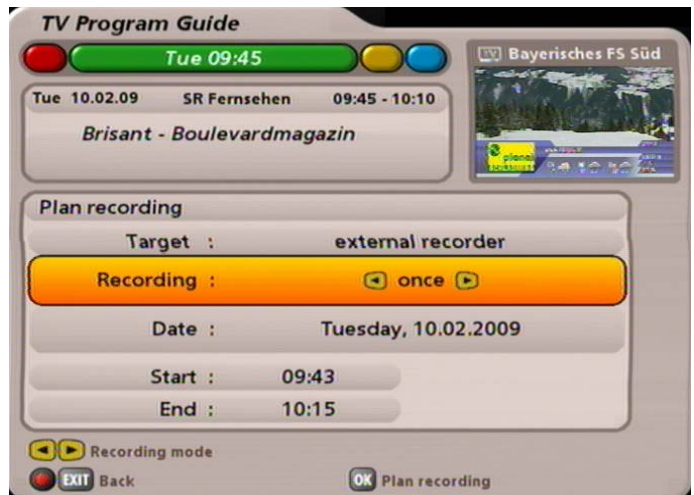 TV Program Guide
Tue 09:45
TV Bayerisches FS Süd
Tue 10.02.09 SR Fernsehen 09:45 - 10:10
Brisant - Boulevardmagazin
planai
Plan recording
Target : external recorder
Recording : once
Date : Tuesday, 10.02.2009
Start : 09:43
End : 10:15
Recording mode
EXIT Back
OK Plan recording